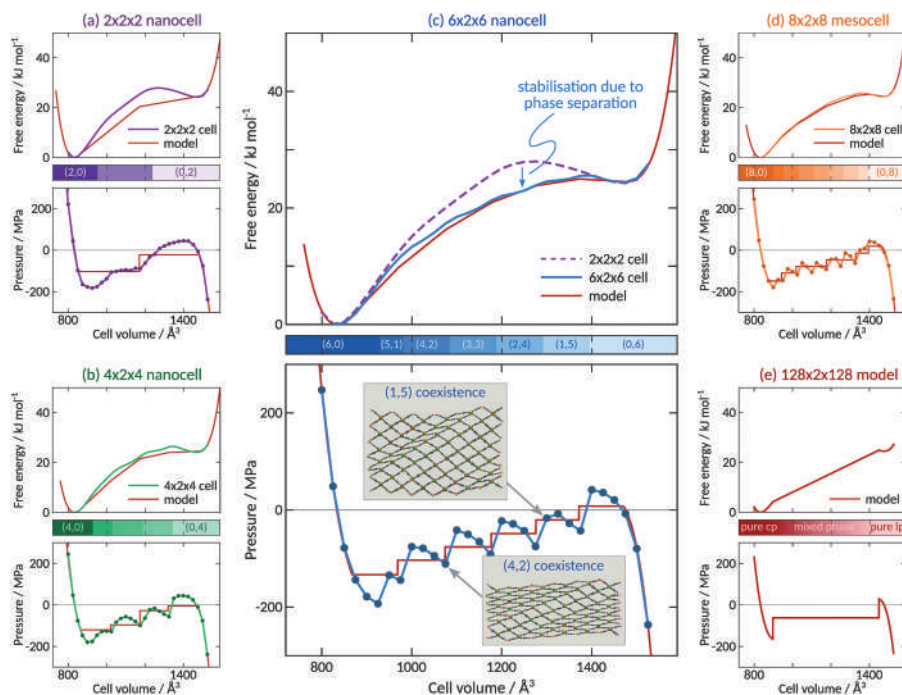 (a) 2x2x2 nanocell
Free energy / kJ mol⁻¹
40
20
0
2x2x2 cell
model
(2,0)
(0,2)
Pressure / MPa
200
0
-200
800
1400
Cell volume / Å³
(b) 4x2x4 nanocell
Free energy / kJ mol⁻¹
40
20
0
4x2x4 cell
model
(4,0)
(0,4)
Pressure / MPa
200
0
-200
800
1400
Cell volume / Å³
(c) 6x2x6 nanocell
Free energy / kJ mol⁻¹
40
20
0
stabilisation due to
phase separation
2x2x2 cell
6x2x6 cell
model
(6,0)
(5,1)
(4,2)
(3,3)
(2,4)
(1,5)
(0,6)
Pressure / MPa
200
0
-200
(1,5) coexistence
(4,2) coexistence
800
1000
1200
1400
Cell volume / Å³
(d) 8x2x8 mesocell
Free energy / kJ mol⁻¹
40
20
0
8x2x8 cell
model
(8,0)
(0,8)
Pressure / MPa
200
0
-200
800
1400
Cell volume / Å³
(e) 128x2x128 model
Free energy / kJ mol⁻¹
40
20
0
model
pure cp
mixed phase
pure lp
Pressure / MPa
200
0
-200
800
1400
Cell volume / Å³